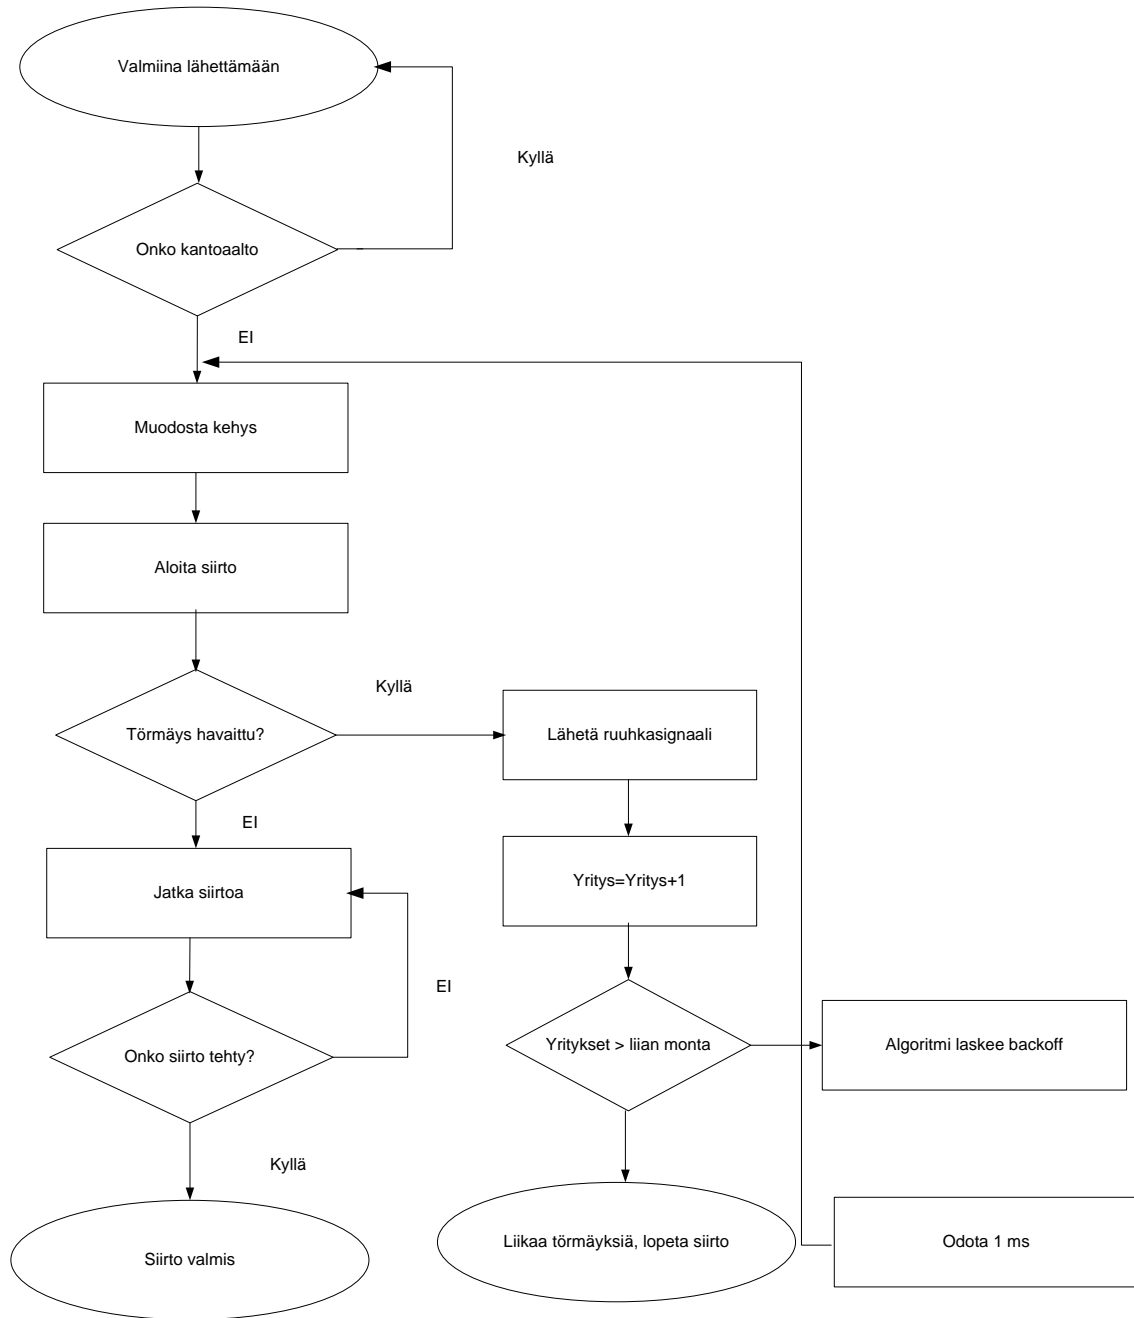 Valmiina lähettämään
Kyllä
Onko kantoaalto
EI
Muodosta kehys
Aloita siirto
Kyllä
Törmäys havaittu?
Lähetä ruuhkasignaali
EI
Jatka siirtoa
Yritys=Yritys+1
EI
Onko siirto tehty?
Yritykset > liian monta
Algoritmi laskee backoff
Kyllä
Siirto valmis
Liikaa törmäyksiä, lopeta siirto
Odota 1 ms